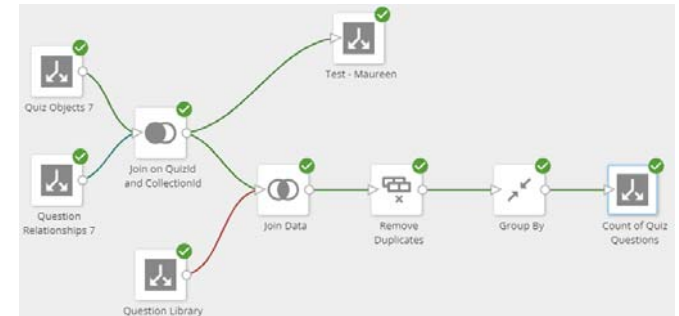 Test - Maureen
Quiz Objects 7
Join on QuizId
and CollectionId
Question
Relationships 7
Join Data
Remove
Duplicates
Group By
Count of Quiz
Questions
Question Library